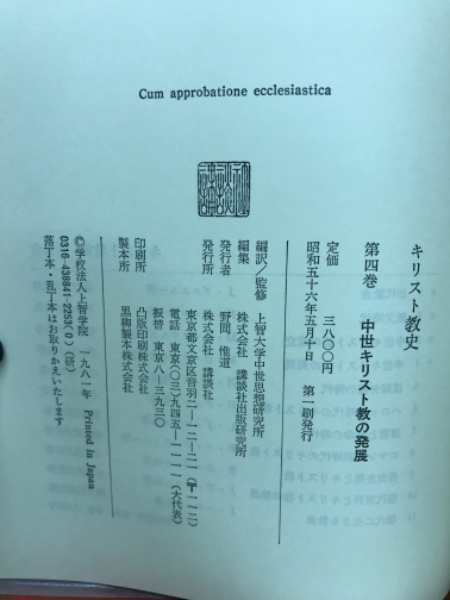 Cum approbatione ecclesiastica
キリスト教史
第四巻 中世キリスト教の発展
定価 三八〇〇円
昭和五十六年五月十日 第一刷発行
編訳/監修 上智大学中世思想研究所
編集 株式会社 講談社出版研究所
発行者 野間 惟道
発行所 株式会社 講談社
東京都文京区音羽二-一二-二一(〒一一二)
電話 東京(〇三)九四五-一一一一(大代表)
振替 東京八-三九三〇
印刷所 凸版印刷株式会社
製本所 黒柳製本株式会社
©学校法人上智学院 一九八一年 Printed in Japan
0316-438841-2253(0)(研)
落丁本・乱丁本はお取りかえいたします